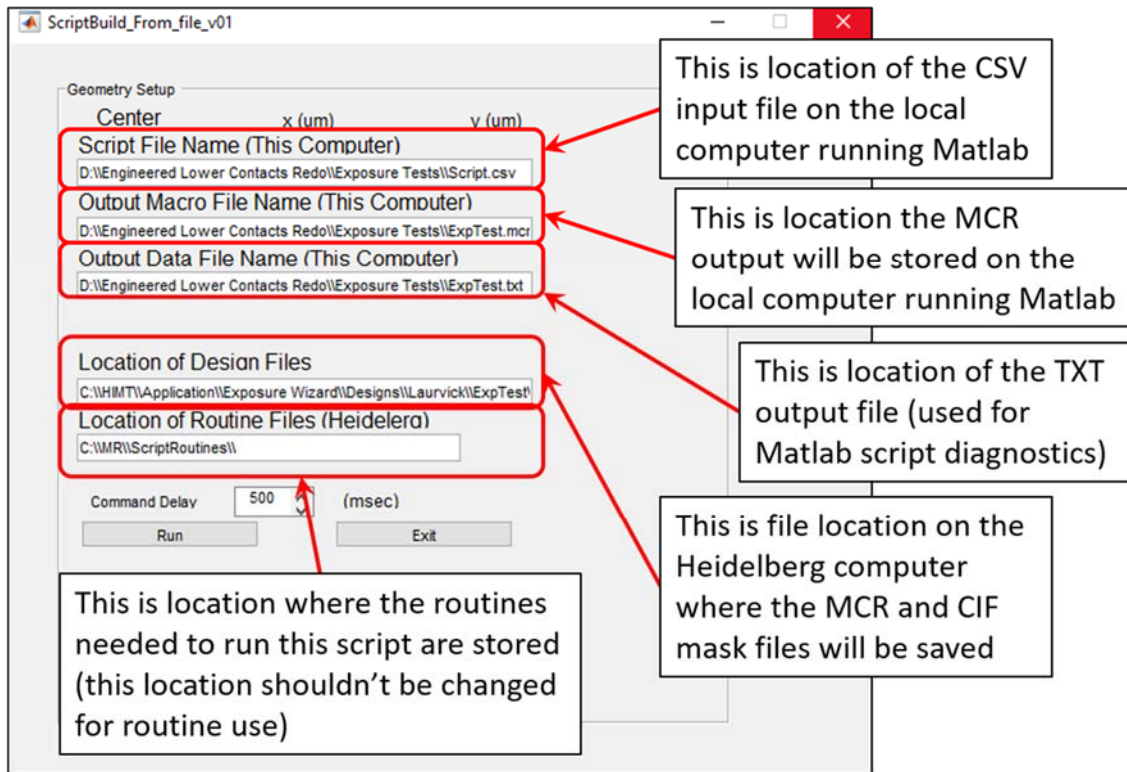 ScriptBuild_From_file_v01
Geometry Setup
Center x (um) y (um)
Script File Name (This Computer)
D:\\Engineered Lower Contacts Redo\\Exposure Tests\\Script.csv
Output Macro File Name (This Computer)
D:\\Engineered Lower Contacts Redo\\Exposure Tests\\ExpTest.mcr
Output Data File Name (This Computer)
D:\\Engineered Lower Contacts Redo\\Exposure Tests\\ExpTest.txt
Location of Design Files
C:\\HIMT\\Application\\Exposure Wizard\\Designs\\Laurvick\\ExpTest\
Location of Routine Files (Heidelerg)
C:\\MR\\ScriptRoutines\\
Command Delay 500 (msec)
Run Exit
This is location of the CSV
input file on the local
computer running Matlab
This is location the MCR
output will be stored on the
local computer running Matlab
This is location of the TXT
output file (used for
Matlab script diagnostics)
This is file location on the
Heidelberg computer
where the MCR and CIF
mask files will be saved
This is location where the routines
needed to run this script are stored
(this location shouldn't be changed
for routine use)